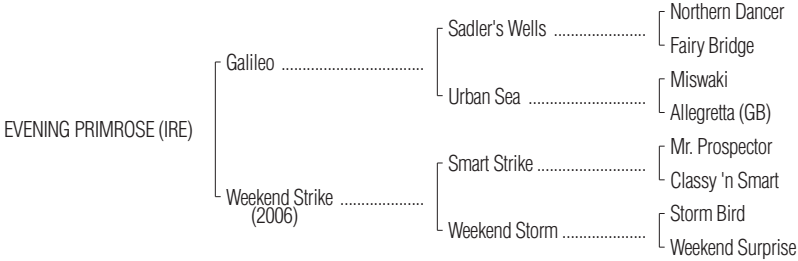 Northern Dancer
Sadler's Wells ......................
Fairy Bridge
Galileo ..................................
Miswaki
Urban Sea ............................
Allegretta (GB)
EVENING PRIMROSE (IRE)
Mr. Prospector
Smart Strike ..........................
Classy 'n Smart
Weekend Strike ....................
(2006)
Storm Bird
Weekend Storm ....................
Weekend Surprise